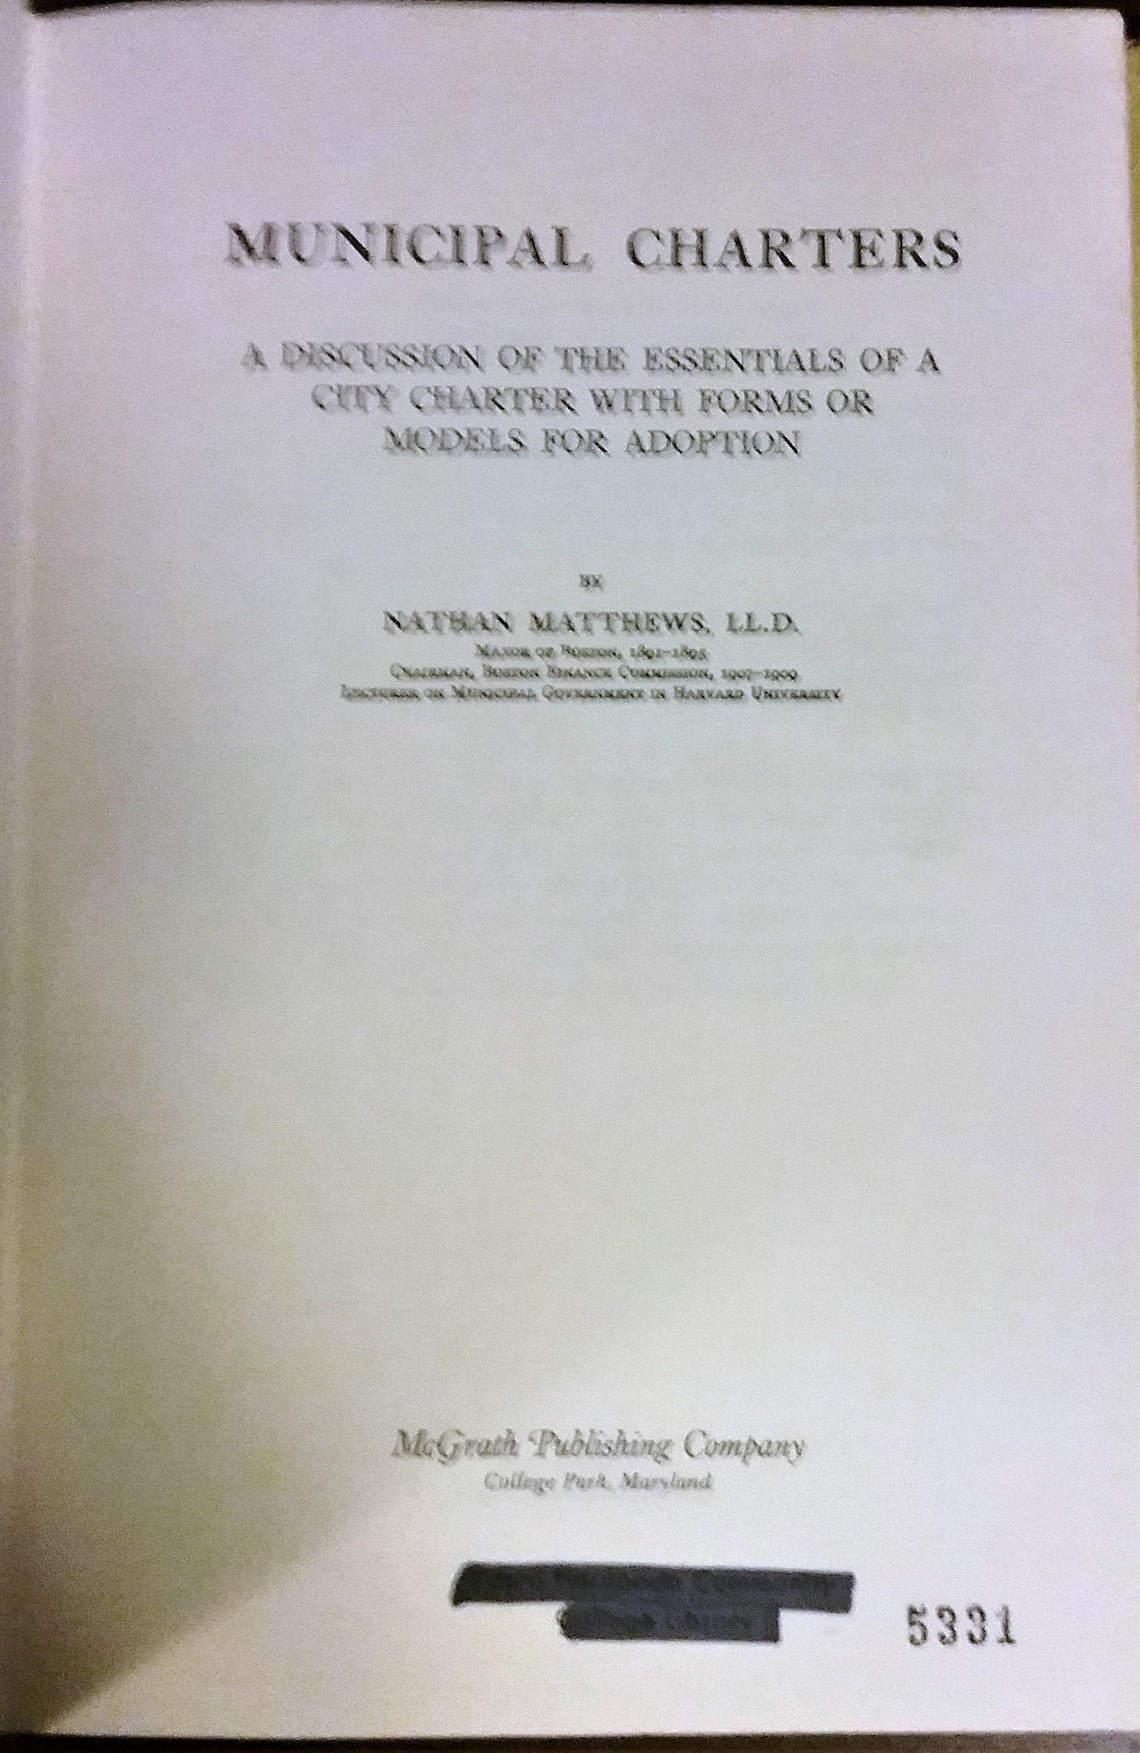 MUNICIPAL CHARTERS
A DISCUSSION OF THE ESSENTIALS OF A
CITY CHARTER WITH FORMS OR
MODELS FOR ADOPTION
BY
NATHAN MATTHEWS, LL.D.
MAYOR OF BOSTON, 1891–1895
CHAIRMAN, BOSTON FINANCE COMMISSION, 1907–1909
LECTURER ON MUNICIPAL GOVERNMENT IN HARVARD UNIVERSITY
McGrath Publishing Company
College Park, Maryland
5331